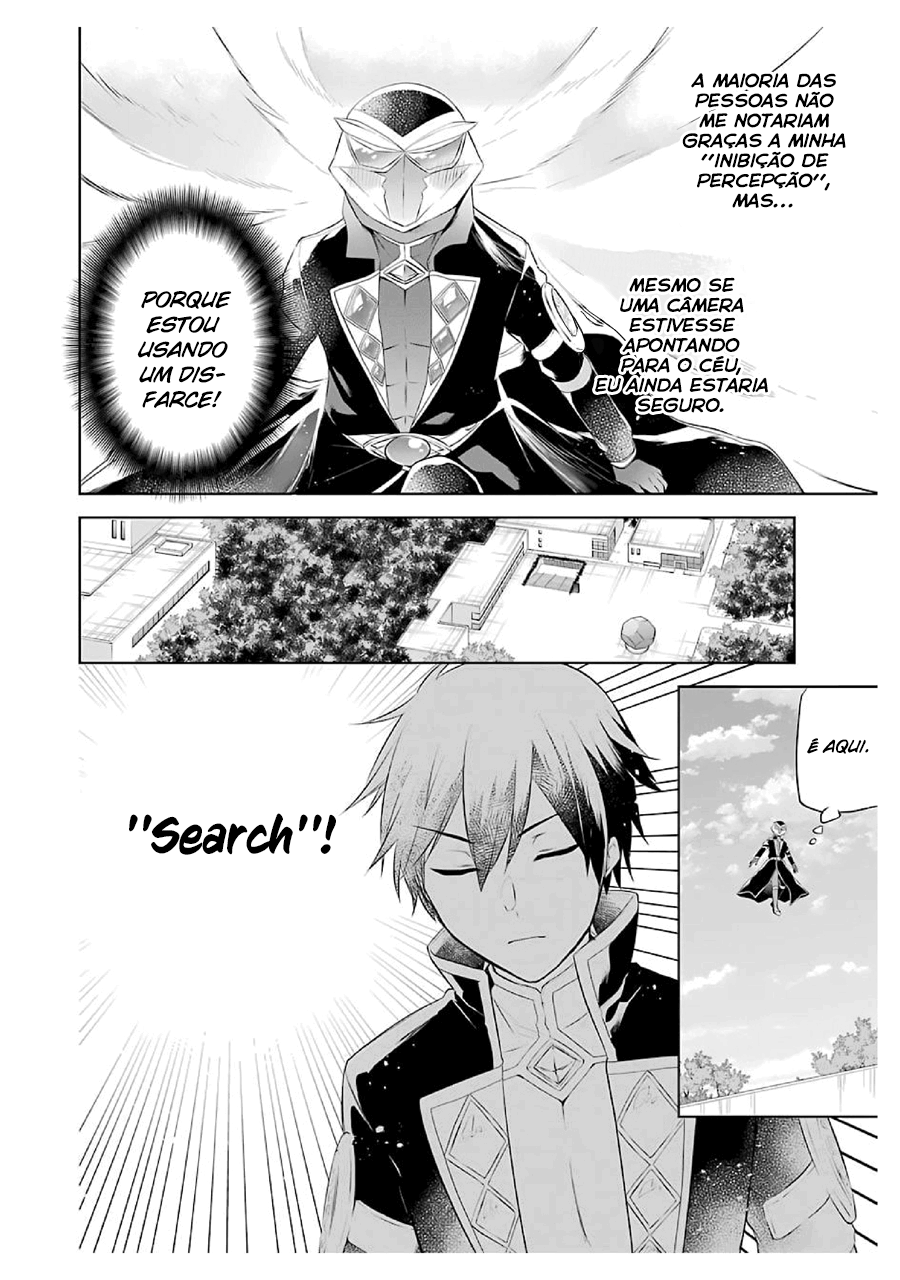 A MAIORIA DAS
PESSOAS NÃO
ME NOTARIAM
GRAÇAS A MINHA
"INIBIÇÃO DE
PERCEPÇÃO",
MAS...
MESMO SE
UMA CÂMERA
ESTIVESSE
APONTANDO
PARA O CÉU,
EU AINDA ESTARIA
SEGURO.
PORQUE
ESTOU
USANDO
UM DIS-
FARCE!
É AQUI.
"Search"!